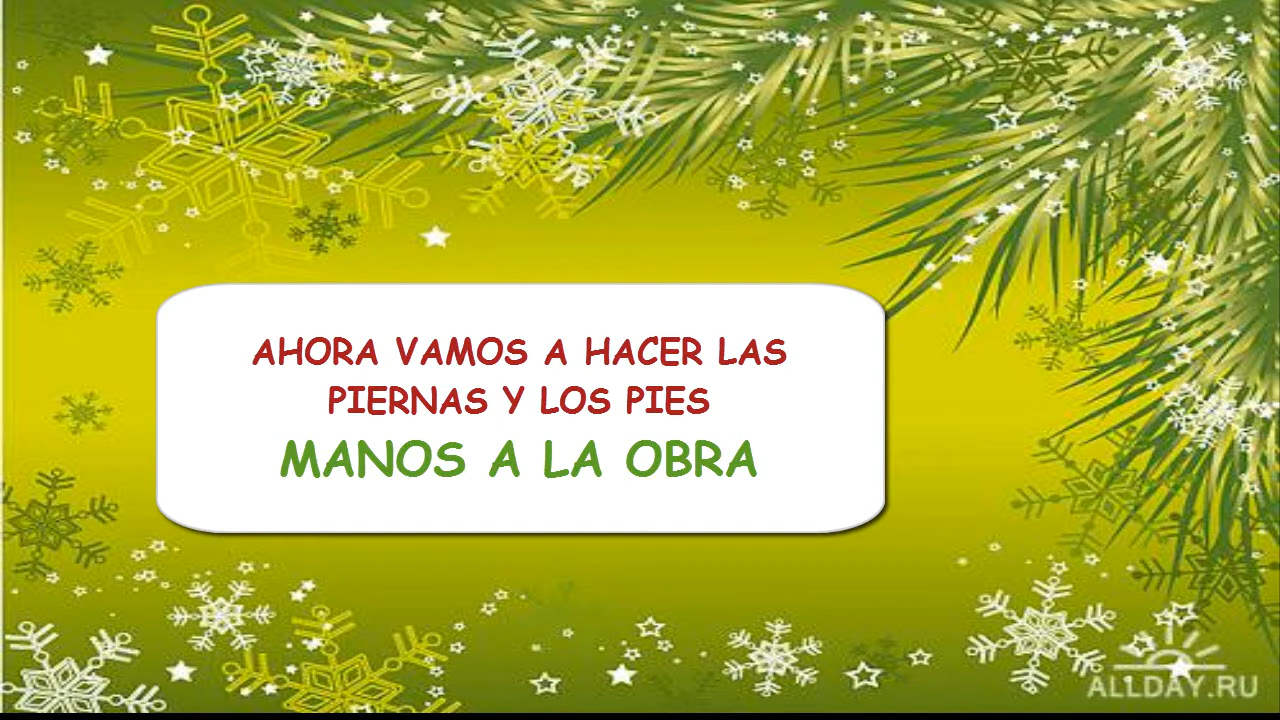 AHORA VAMOS A HACER LAS
PIERNAS Y LOS PIES
MANOS A LA OBRA
ALLDAY.RU